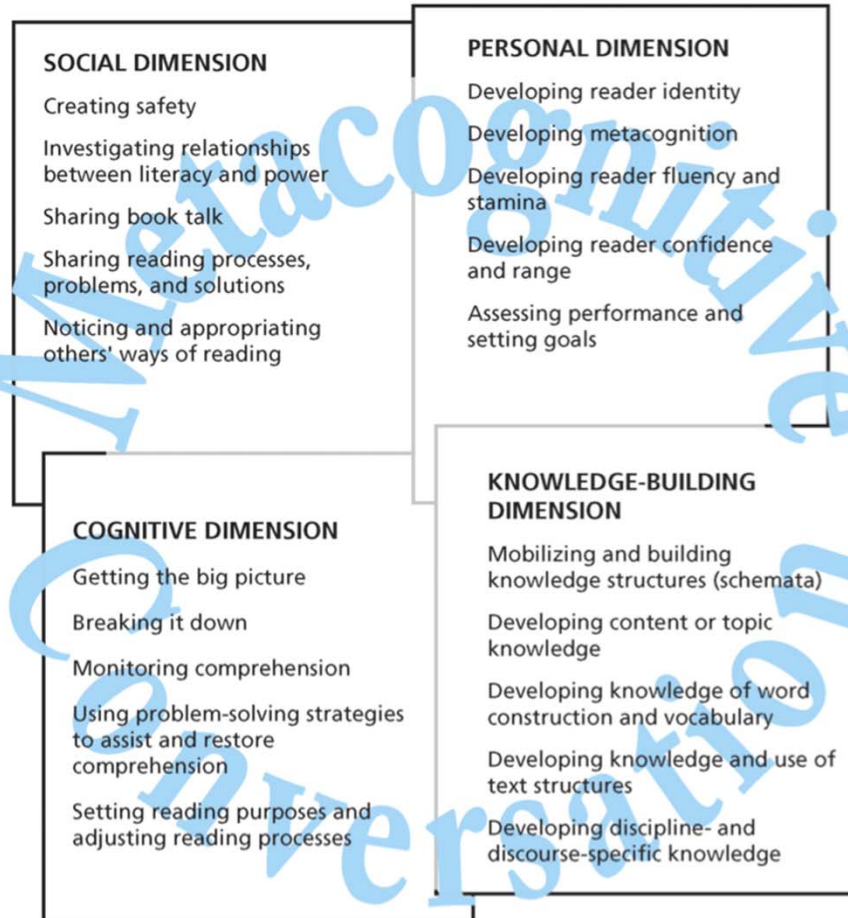 SOCIAL DIMENSION
Creating safety
Investigating relationships
between literacy and power
Sharing book talk
Sharing reading processes,
problems, and solutions
Noticing and appropriating
others' ways of reading
PERSONAL DIMENSION
Developing reader identity
Developing metacognition
Developing reader fluency and
stamina
Developing reader confidence
and range
Assessing performance and
setting goals
COGNITIVE DIMENSION
Getting the big picture
Breaking it down
Monitoring comprehension
Using problem-solving strategies
to assist and restore
comprehension
Setting reading purposes and
adjusting reading processes
KNOWLEDGE-BUILDING
DIMENSION
Mobilizing and building
knowledge structures (schemata)
Developing content or topic
knowledge
Developing knowledge of word
construction and vocabulary
Developing knowledge and use of
text structures
Developing discipline- and
discourse-specific knowledge
Metacognitive
Conversation